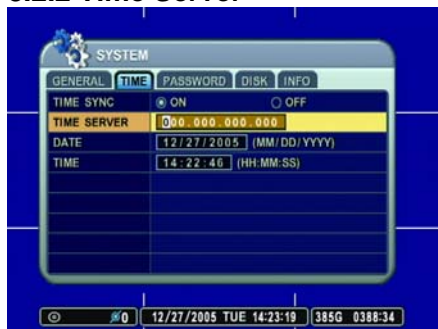 SYSTEM
GENERAL TIME PASSWORD DISK INFO
TIME SYNC ON OFF
TIME SERVER 000.000.000.000
DATE 12/27/2005 (MM/DD/YYYY)
TIME 14:22:46 (HH:MM:SS)
0 12/27/2005 TUE 14:23:19 385G 0388:34